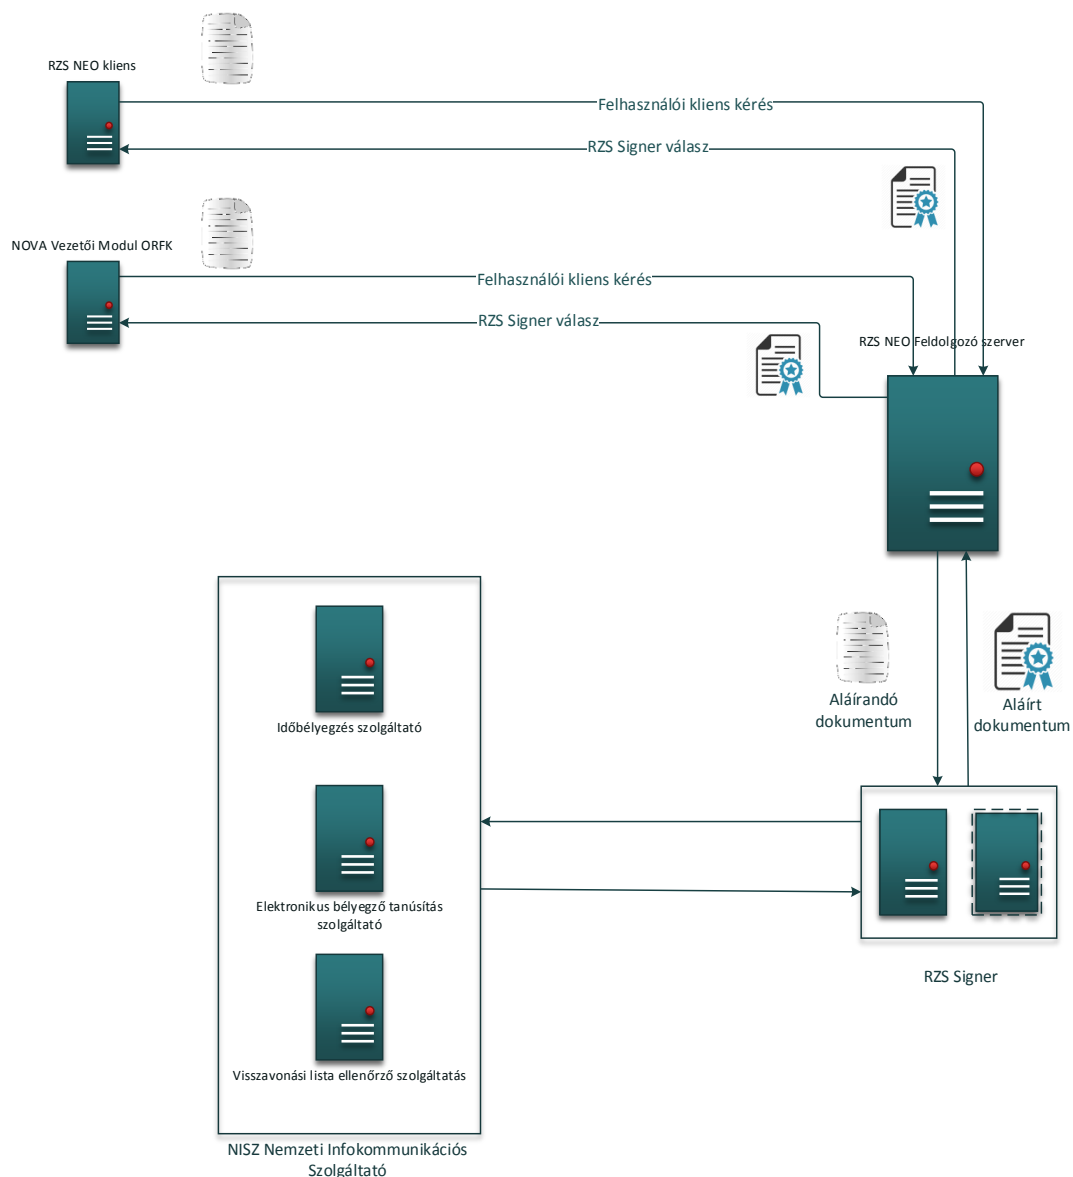 RZS NEO kliens
Felhasználói kliens kérés
RZS Signer válasz
NOVA Vezetői Modul ORFK
Felhasználói kliens kérés
RZS Signer válasz
RZS NEO Feldolgozó szerver
Aláírandó
dokumentum
Aláírt
dokumentum
Időbélyegzés szolgáltató
Elektronikus bélyegző tanúsítás
szolgáltató
RZS Signer
Visszavonási lista ellenőrző szolgáltatás
NISZ Nemzeti Infokommunikációs
Szolgáltató